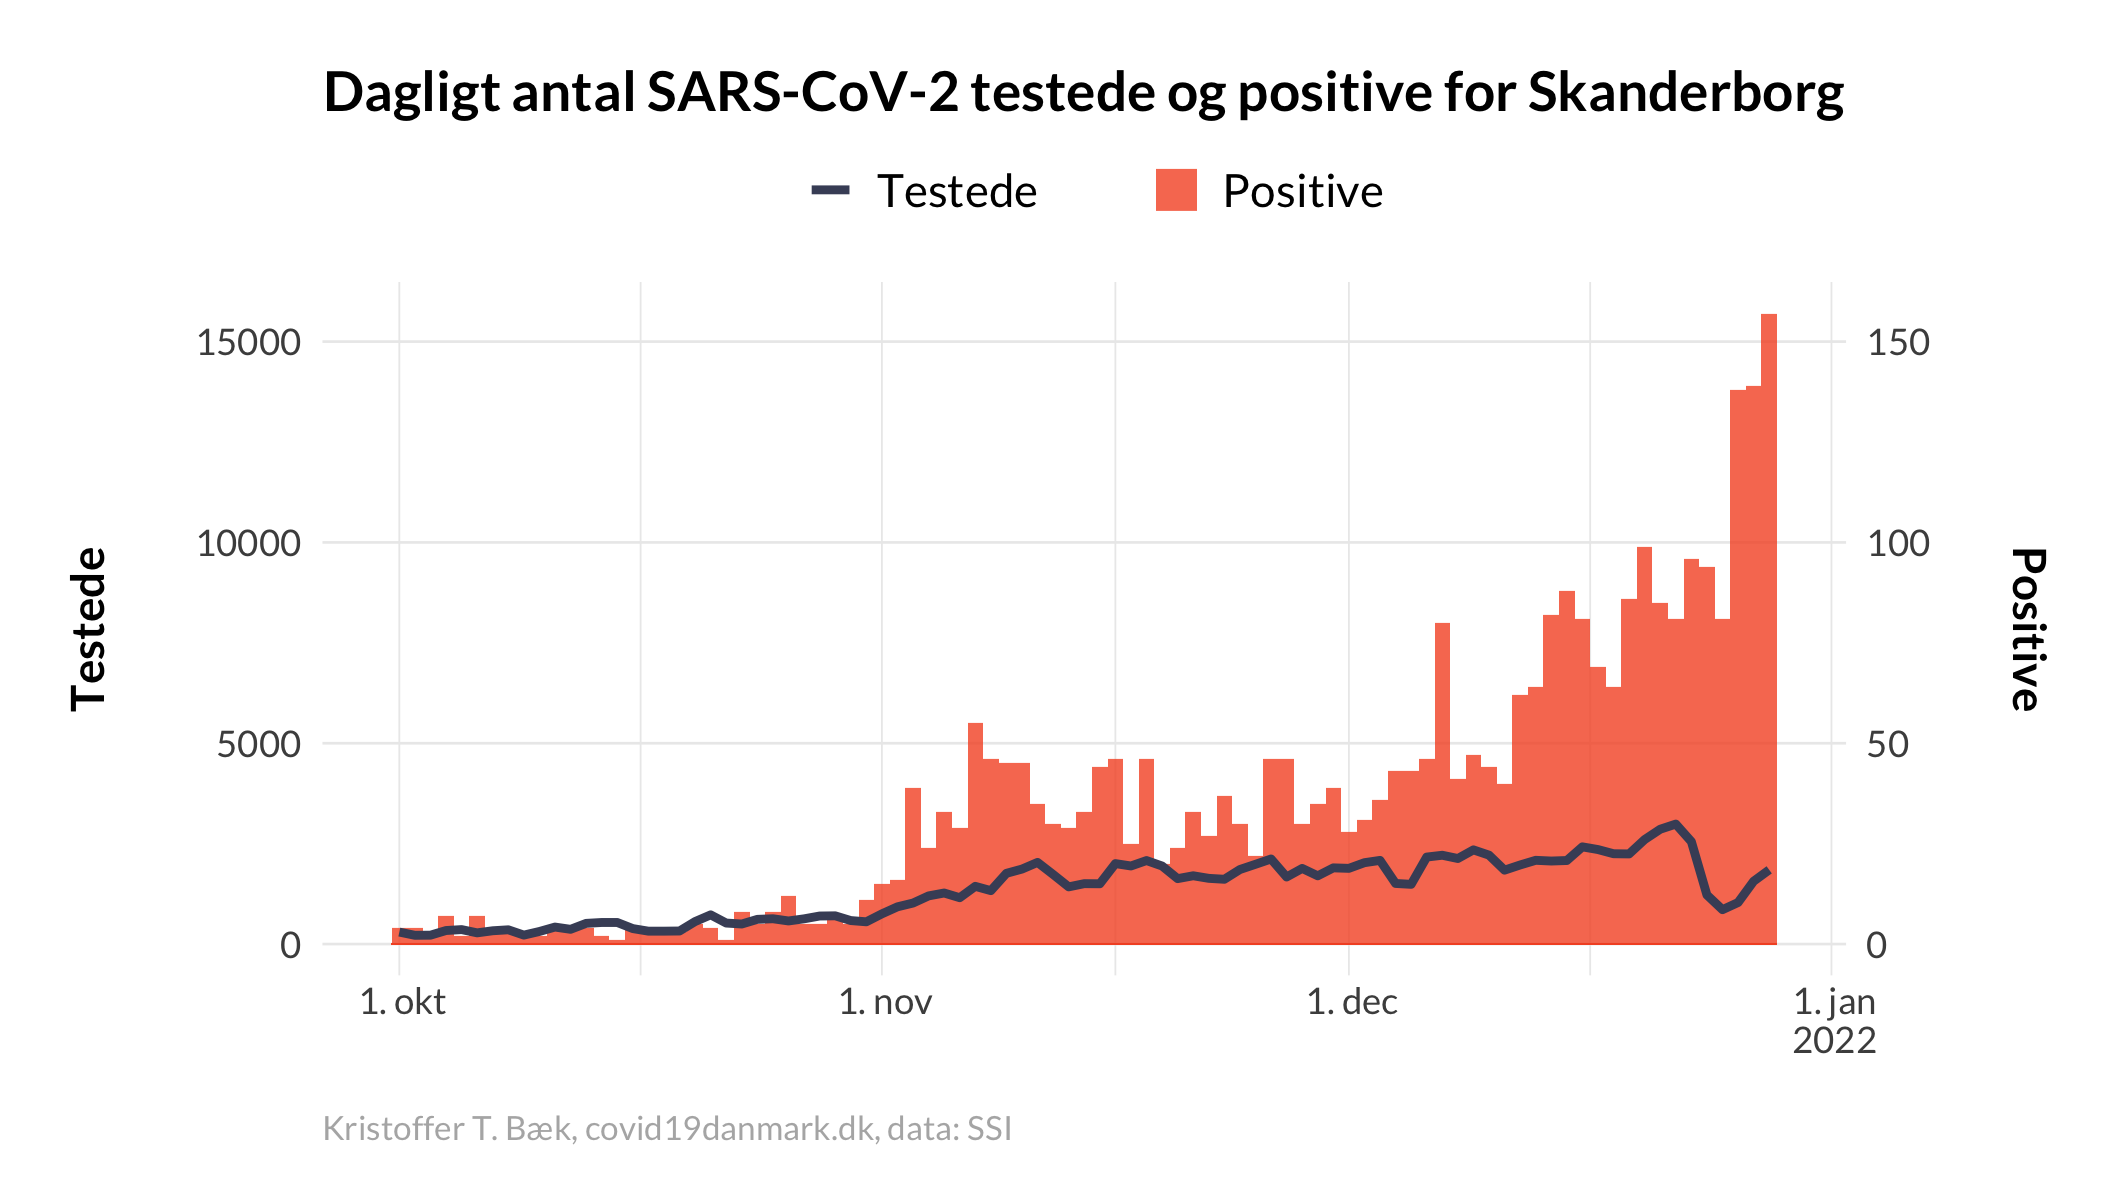 Dagligt antal SARS-CoV-2 testede og positive for Skanderborg
Testede
Positive
15000
10000
5000
0
Testede
150
100
50
0
Positive
1. okt
1. nov
1. dec
1. jan
2022
Kristoffer T. Bæk, covid19danmark.dk, data: SSI